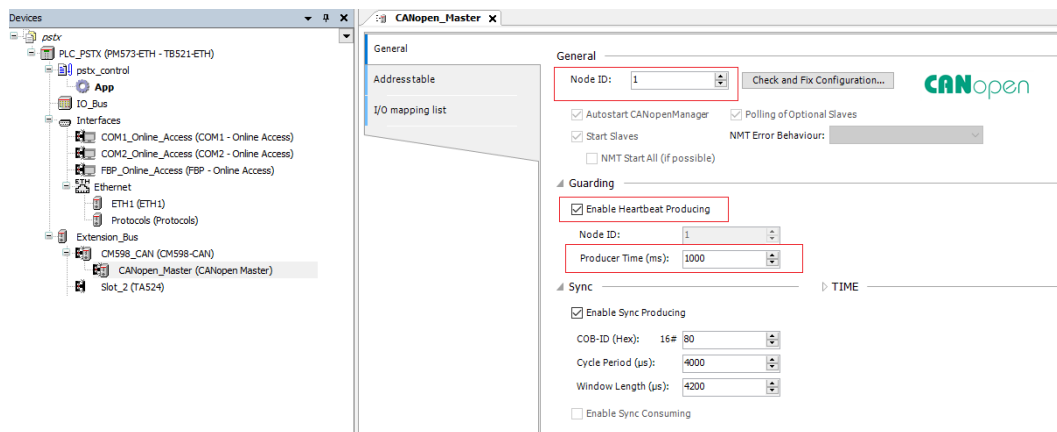 Devices
pstx
PLC_PSTX (PM573-ETH - TB521-ETH)
pstx_control
App
IO_Bus
Interfaces
COM1_Online_Access (COM1 - Online Access)
COM2_Online_Access (COM2 - Online Access)
FBP_Online_Access (FBP - Online Access)
ETH
Ethernet
ETH1 (ETH1)
Protocols (Protocols)
Extension_Bus
CM598_CAN (CM598-CAN)
CANopen_Master (CANopen Master)
Slot_2 (TA524)
CANopen_Master
General
Addresstable
I/O mapping list
General
Node ID: 1 Check and Fix Configuration... CANopen
Autostart CANopenManager Polling of Optional Slaves
Start Slaves NMT Error Behaviour:
NMT Start All (if possible)
Guarding
Enable Heartbeat Producing
Node ID: 1
Producer Time (ms): 1000
Sync TIME
Enable Sync Producing
COB-ID (Hex): 16# 80
Cycle Period (µs): 4000
Window Length (µs): 4200
Enable Sync Consuming